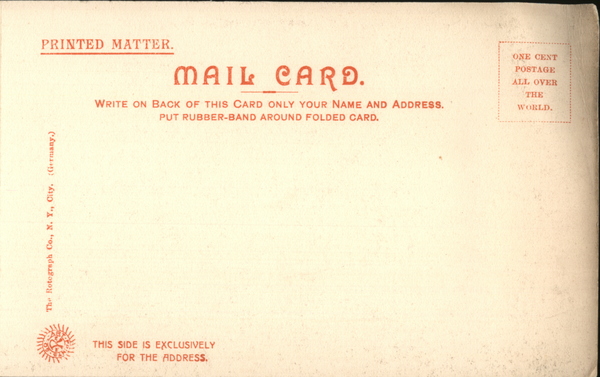 PRINTED MATTER.
MAIL CARD.
WRITE ON BACK OF THIS CARD ONLY YOUR NAME AND ADDRESS.
PUT RUBBER-BAND AROUND FOLDED CARD.
ONE CENT
POSTAGE
ALL OVER
THE
WORLD.
The Rotograph Co., N. Y., City. (Germany.)
THIS SIDE IS EXCLUSIVELY
FOR THE ADDRESS.